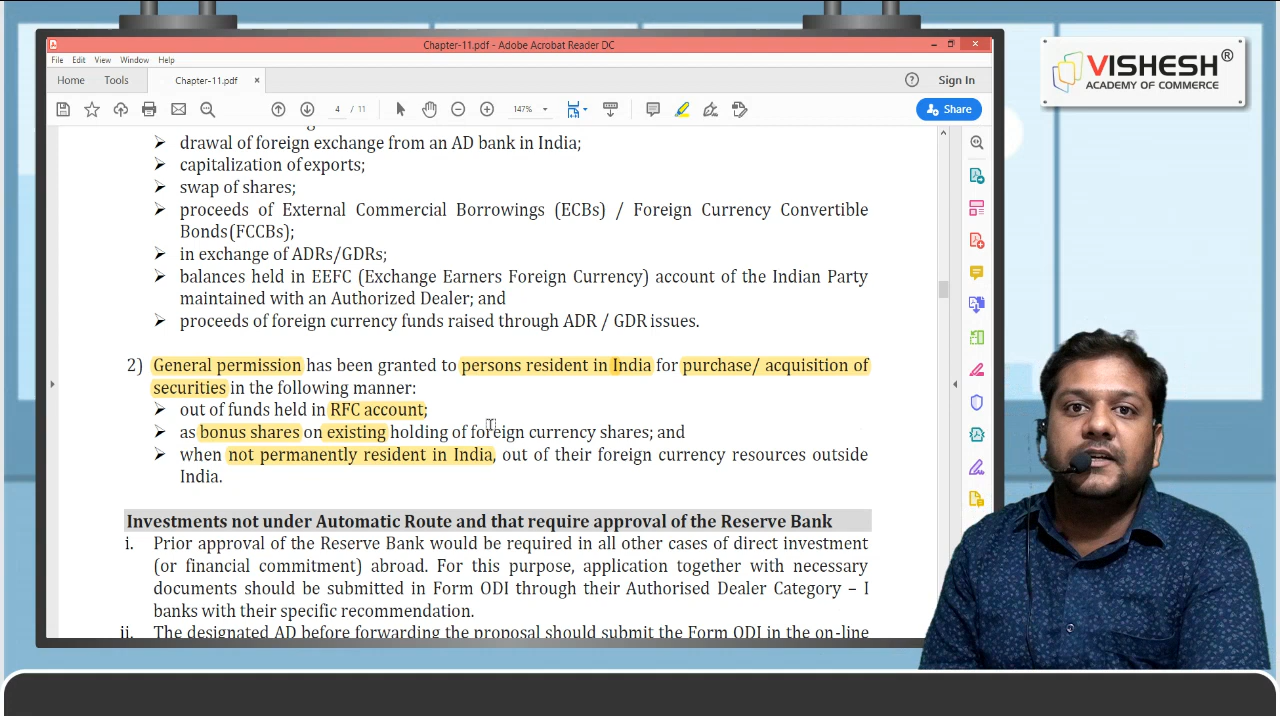 Chapter-11.pdf - Adobe Acrobat Reader DC
File Edit View Window Help
Home Tools Chapter-11.pdf × Sign In
4 / 11 147% Share
VISHESH®
ACADEMY OF COMMERCE
➢ drawal of foreign exchange from an AD bank in India;
➢ capitalization of exports;
➢ swap of shares;
➢ proceeds of External Commercial Borrowings (ECBs) / Foreign Currency Convertible
Bonds(FCCBs);
➢ in exchange of ADRs/GDRs;
➢ balances held in EEFC (Exchange Earners Foreign Currency) account of the Indian Party
maintained with an Authorized Dealer; and
➢ proceeds of foreign currency funds raised through ADR / GDR issues.
2) General permission has been granted to persons resident in India for purchase/ acquisition of
securities in the following manner:
➢ out of funds held in RFC account;
➢ as bonus shares on existing holding of foreign currency shares; and
➢ when not permanently resident in India, out of their foreign currency resources outside
India.
Investments not under Automatic Route and that require approval of the Reserve Bank
i. Prior approval of the Reserve Bank would be required in all other cases of direct investment
(or financial commitment) abroad. For this purpose, application together with necessary
documents should be submitted in Form ODI through their Authorised Dealer Category – I
banks with their specific recommendation.
ii. The designated AD before forwarding the proposal should submit the Form ODI in the on-line